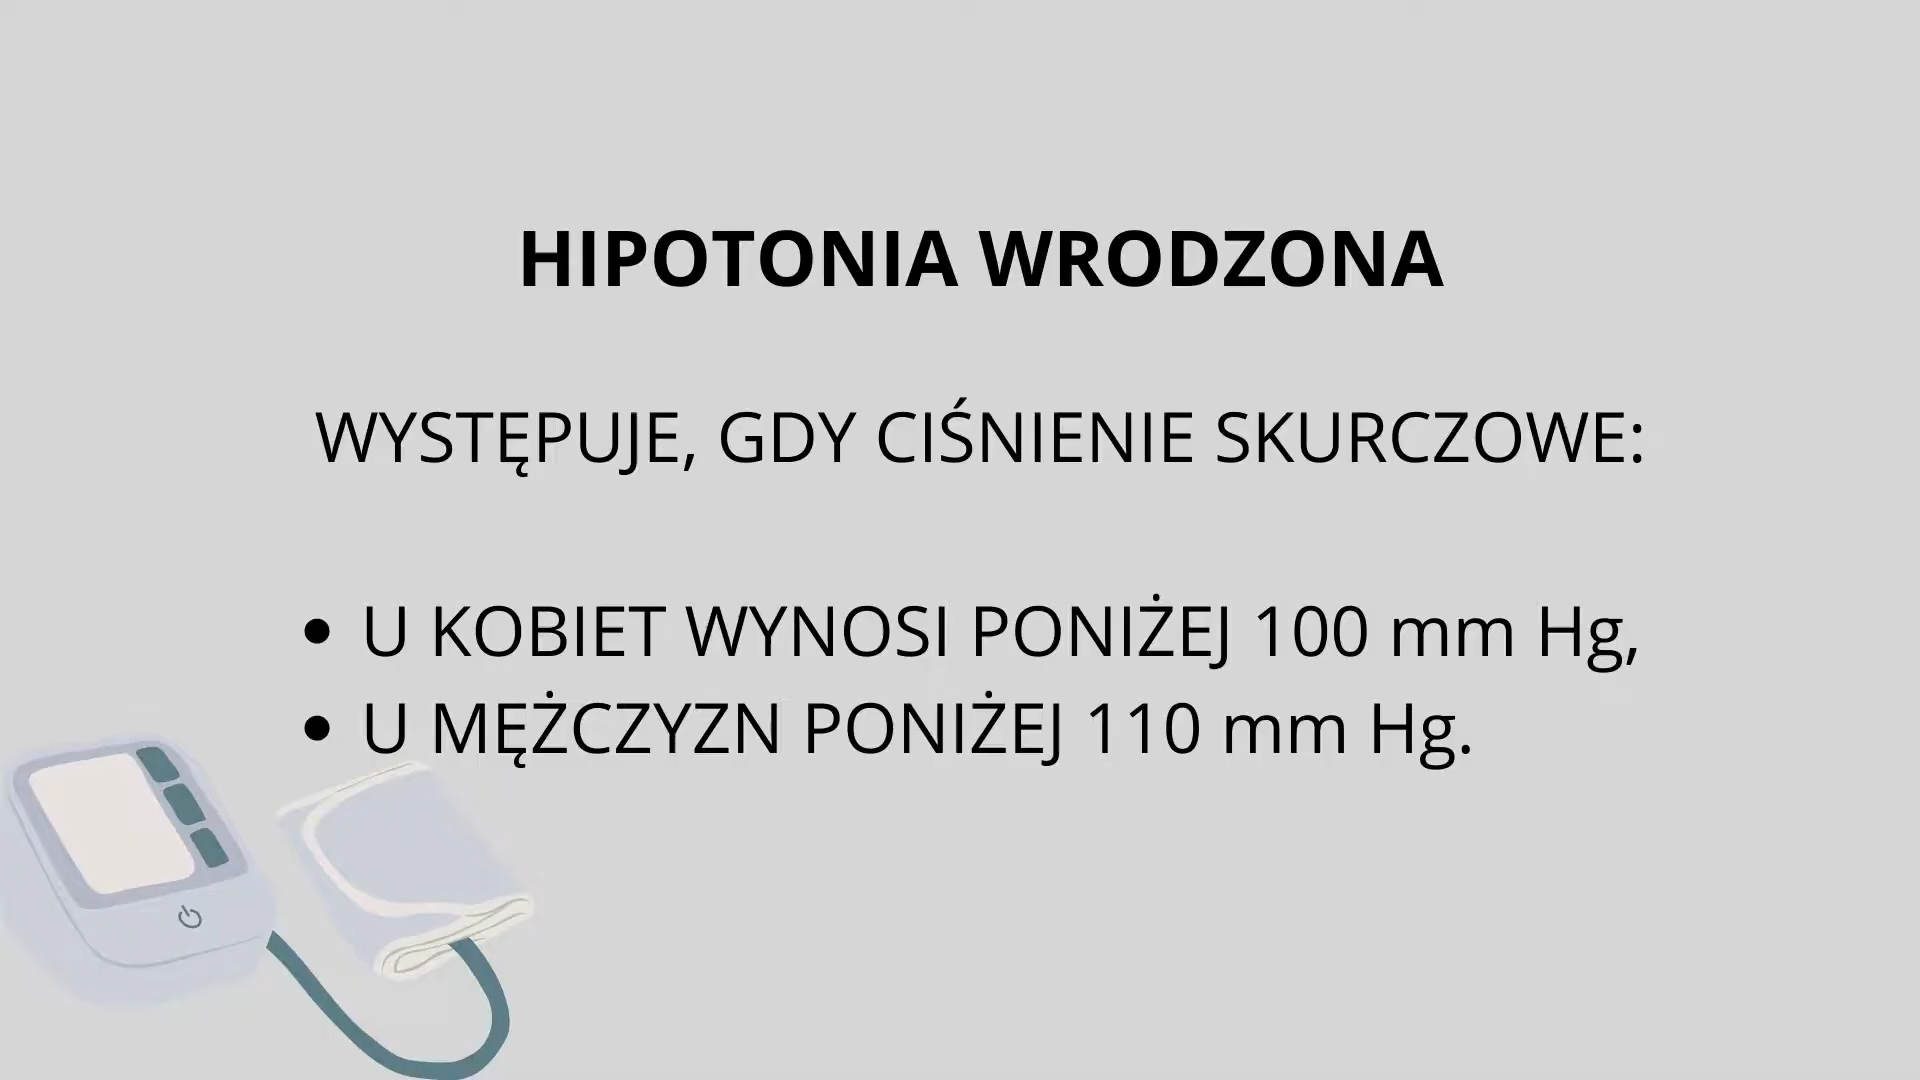 HIPOTONIA WRODZONA
WYSTĘPUJE, GDY CIŚNIENIE SKURCZOWE:
• U KOBIET WYNOSI PONIŻEJ 100 mm Hg,
• U MĘŻCZYZN PONIŻEJ 110 mm Hg.